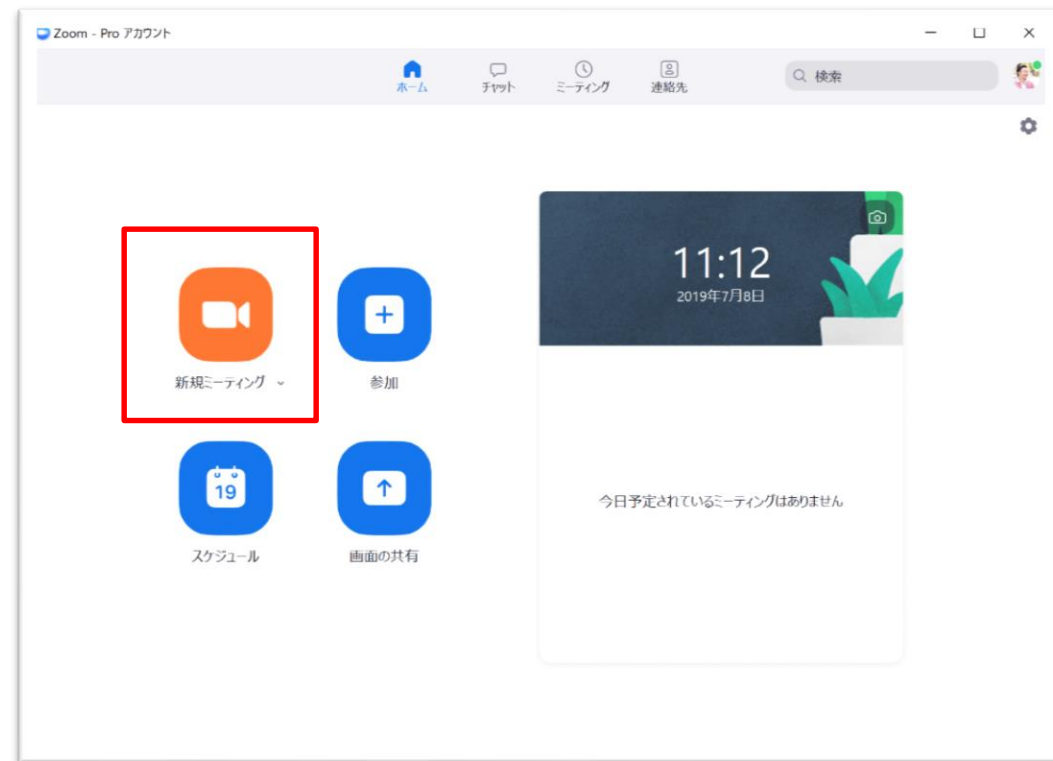 Zoom - Pro アカウント
ホーム
チャット
ミーティング
連絡先
検索
11:12
2019年7月8日
新規ミーティング
参加
19
スケジュール
画面の共有
今日予定されているミーティングはありません